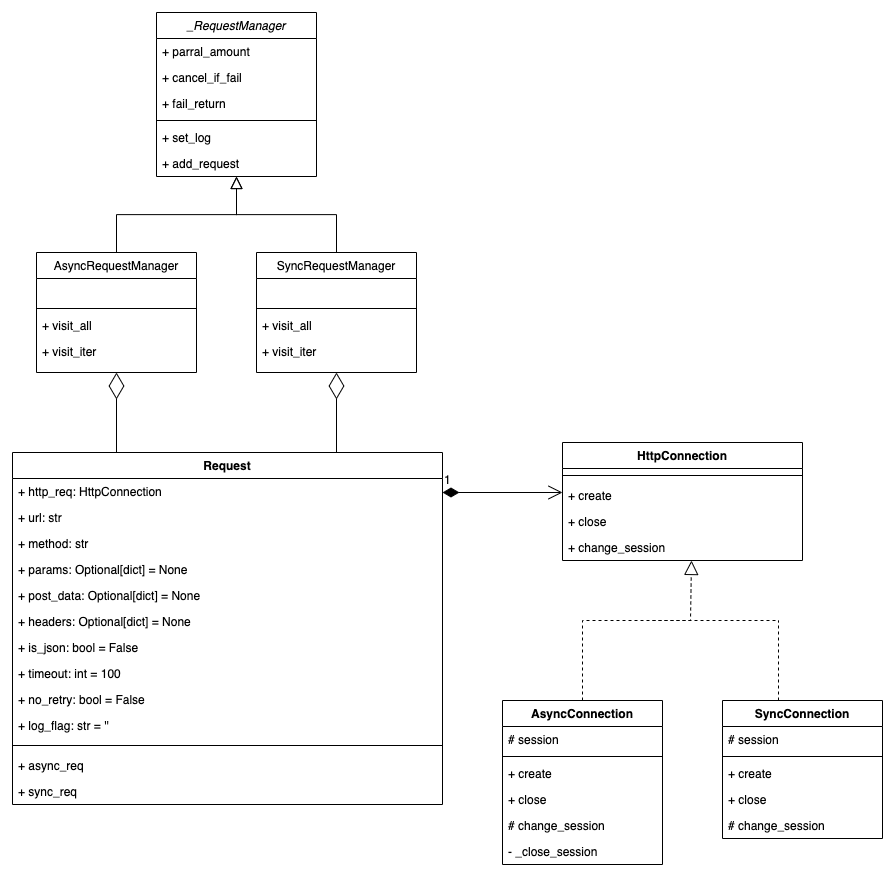 _RequestManager
+ parral_amount
+ cancel_if_fail
+ fail_return
+ set_log
+ add_request
AsyncRequestManager
+ visit_all
+ visit_iter
SyncRequestManager
+ visit_all
+ visit_iter
Request
+ http_req: HttpConnection
+ url: str
+ method: str
+ params: Optional[dict] = None
+ post_data: Optional[dict] = None
+ headers: Optional[dict] = None
+ is_json: bool = False
+ timeout: int = 100
+ no_retry: bool = False
+ log_flag: str = ''
+ async_req
+ sync_req
1
HttpConnection
+ create
+ close
+ change_session
AsyncConnection
# session
+ create
+ close
# change_session
- _close_session
SyncConnection
# session
+ create
+ close
# change_session